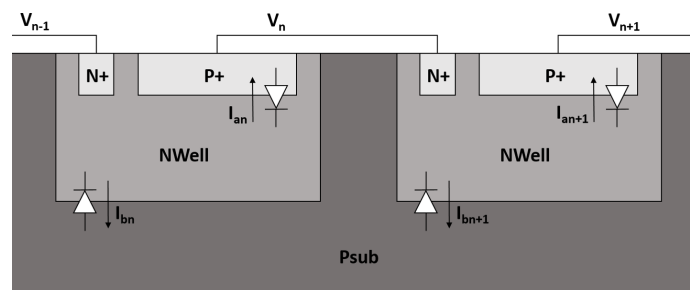 Vn-1 Vn Vn+1
N+ P+ N+ P+
Ian Ian+1
NWell NWell
Ibn Ibn+1
Psub